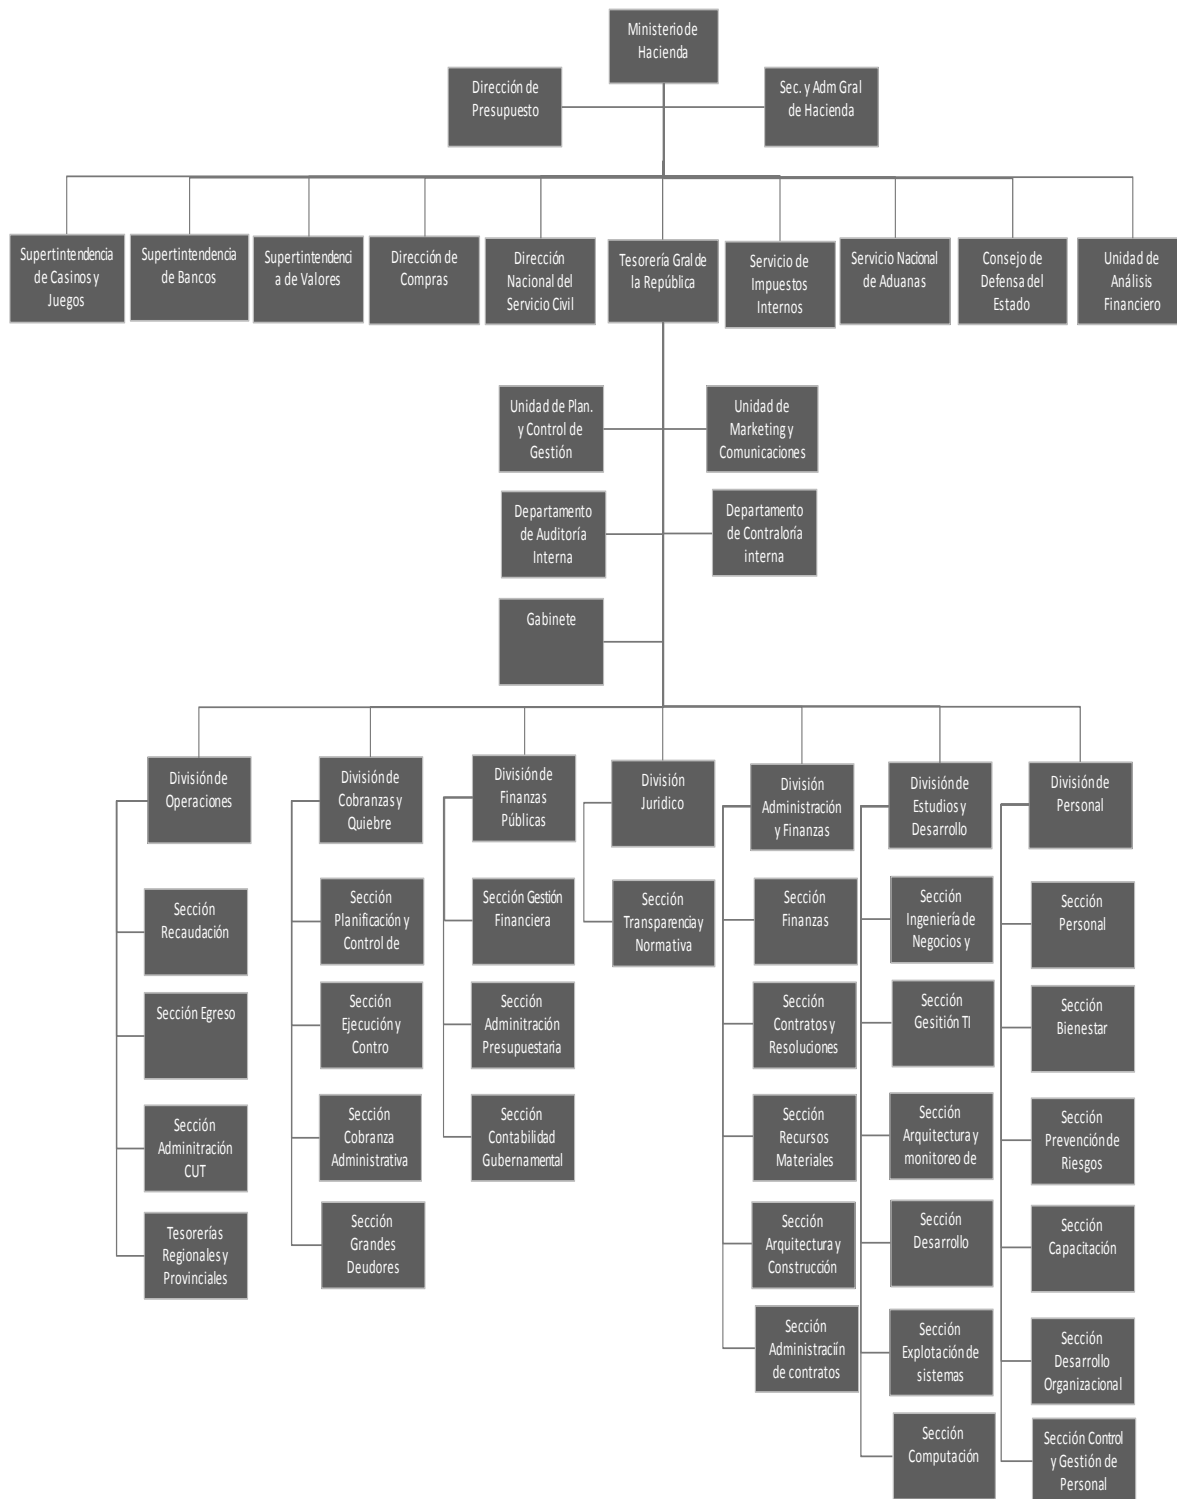 Ministerio de
Hacienda
Dirección de
Presupuesto
Sec. y Adm Gral
de Hacienda
Supertintendencia
de Casinos y
Juegos
Supertintendencia
de Bancos
Supertintendenci
a de Valores
Dirección de
Compras
Dirección
Nacional del
Servicio Civil
Tesorería Gral de
la República
Servicio de
Impuestos
Internos
Servicio Nacional
de Aduanas
Consejo de
Defensa del
Estado
Unidad de
Análisis
Financiero
Unidad de Plan.
y Control de
Gestión
Unidad de
Marketing y
Comunicaciones
Departamento
de Auditoría
Interna
Departamento
de Contraloría
interna
Gabinete
División de
Operaciones
División de
Cobranzas y
Quiebre
División de
Finanzas
Públicas
División
Juridico
División
Administración
y Finanzas
División de
Estudios y
Desarrollo
División de
Personal
Sección
Recaudación
Sección
Planificación y
Control de
Sección Gestión
Financiera
Sección
Transparencia y
Normativa
Sección
Finanzas
Sección
Ingeniería de
Negocios y
Sección
Personal
Sección Egreso
Sección
Ejecución y
Contro
Sección
Adminitración
Presupuestaria
Sección
Contratos y
Resoluciones
Sección
Gesitión TI
Sección
Bienestar
Sección
Adminitración
CUT
Sección
Cobranza
Administrativa
Sección
Contabilidad
Gubernamental
Sección
Recursos
Materiales
Sección
Arquitectura y
monitoreo de
Sección
Prevención de
Riesgos
Tesorerías
Regionales y
Provinciales
Sección
Grandes
Deudores
Sección
Arquitectura y
Construcción
Sección
Desarrollo
Sección
Capacitación
Sección
Administraciín
de contratos
Sección
Explotación de
sistemas
Sección
Desarrollo
Organizacional
Sección
Computación
Sección Control
y Gestión de
Personal